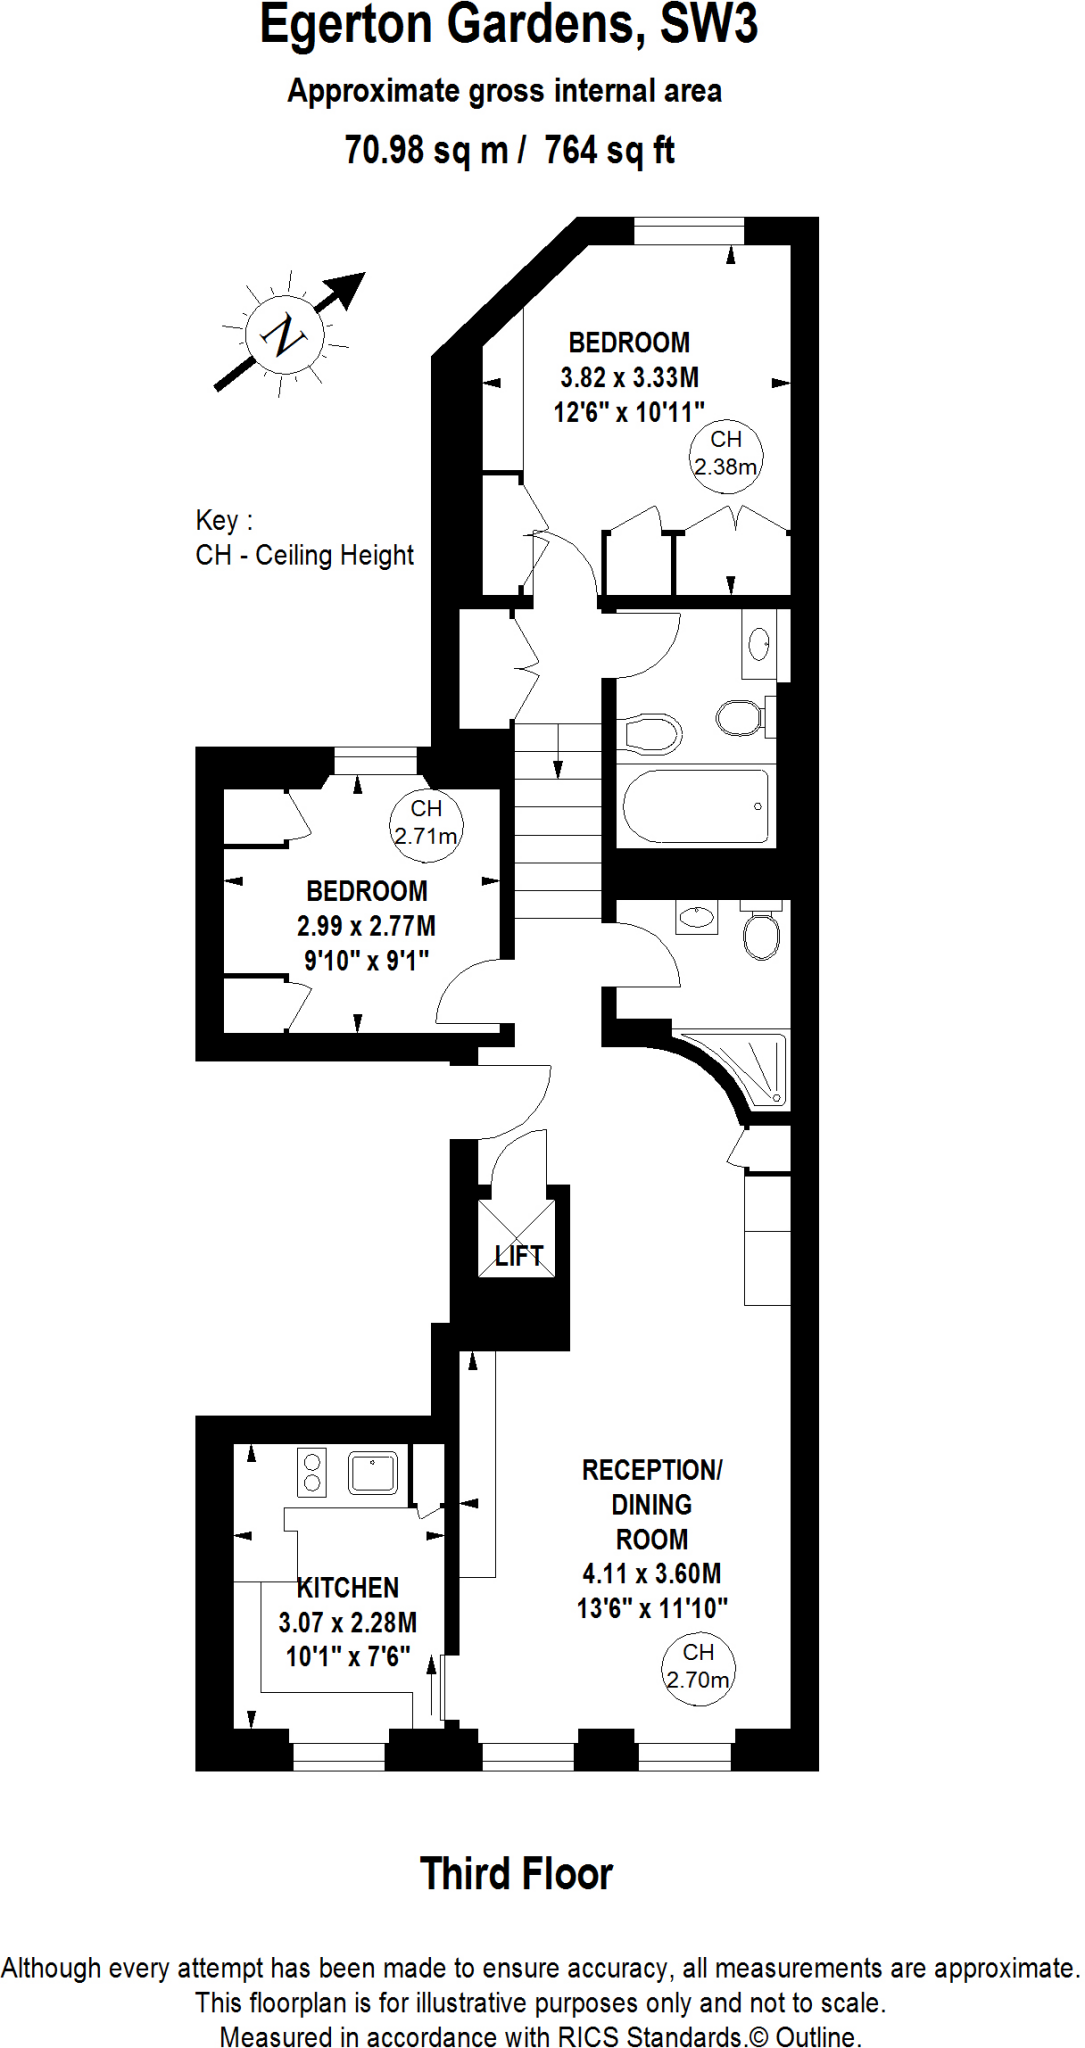 Egerton Gardens, SW3
Approximate gross internal area
70.98 sq m / 764 sq ft
N
BEDROOM
3.82 x 3.33M
12'6" x 10'11"
CH
2.38m
Key :
CH - Ceiling Height
CH
2.71m
BEDROOM
2.99 x 2.77M
9'10" x 9'1"
LIFT
RECEPTION/
DINING
ROOM
4.11 x 3.60M
13'6" x 11'10"
CH
2.70m
KITCHEN
3.07 x 2.28M
10'1" x 7'6"
Third Floor
Although every attempt has been made to ensure accuracy, all measurements are approximate.
This floorplan is for illustrative purposes only and not to scale.
Measured in accordance with RICS Standards.© Outline.